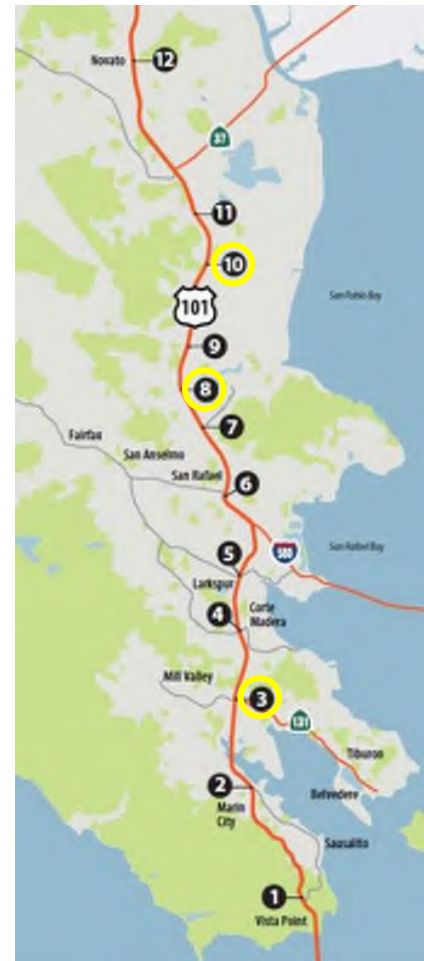 Novato
12
37
11
10
San Pablo Bay
101
9
8
Fairfax
7
San Anselmo
San Rafael
6
580
San Rafael Bay
5
Larkspur
Corte
Madera
4
Mill Valley
3
131
Tiburon
2
Belvedere
Marin
City
Sausalito
1
Vista Point